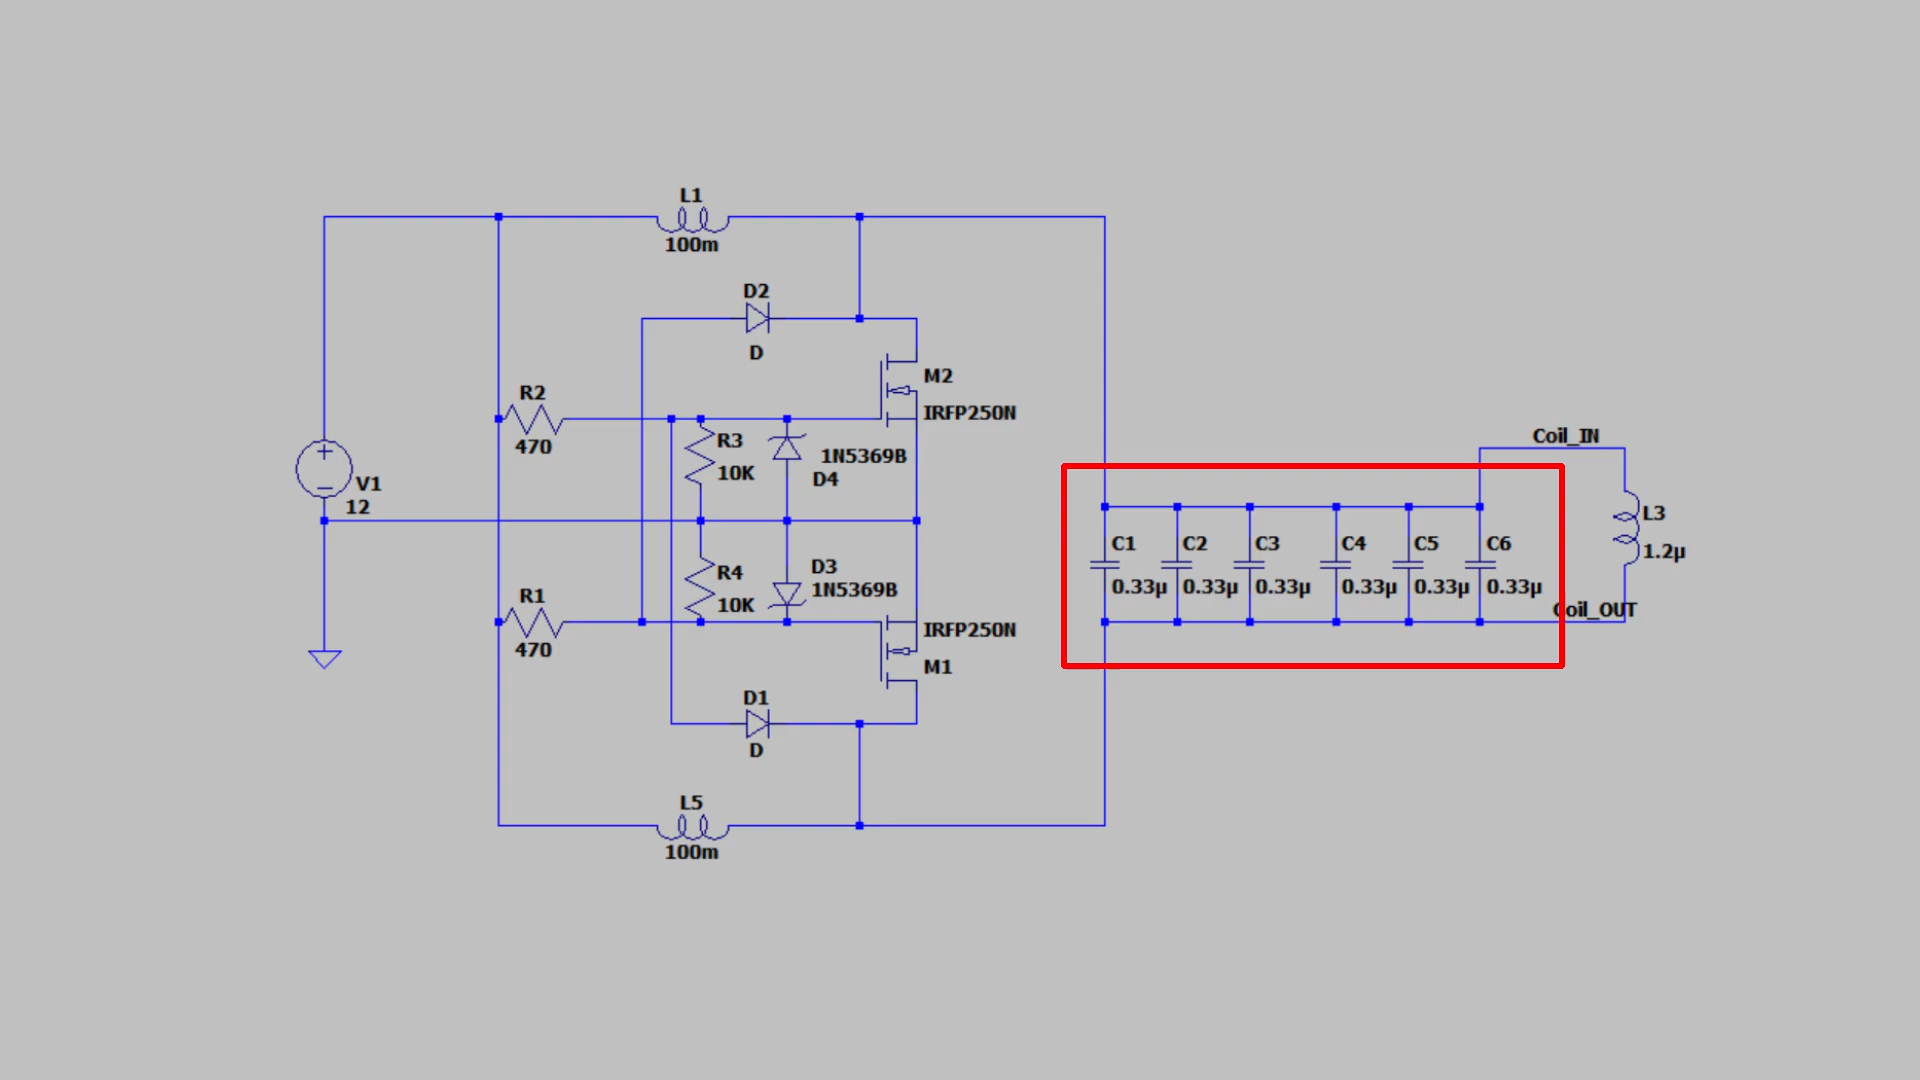 L1
100m
D2
D
M2
IRFP250N
R2
470
R3
10K
1N5369B
D4
V1
12
Coil_IN
L3
1.2µ
C1
0.33µ
C2
0.33µ
C3
0.33µ
C4
0.33µ
C5
0.33µ
C6
0.33µ
Coil_OUT
R4
10K
D3
1N5369B
R1
470
IRFP250N
M1
D1
D
L5
100m